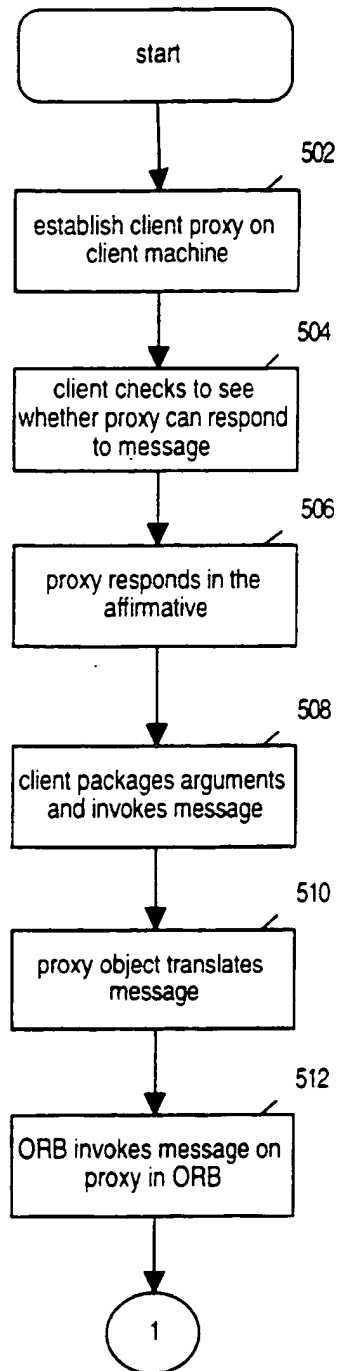 start
502
establish client proxy on
client machine
504
client checks to see
whether proxy can respond
to message
506
proxy responds in the
affirmative
508
client packages arguments
and invokes message
510
proxy object translates
message
512
ORB invokes message on
proxy in ORB
1